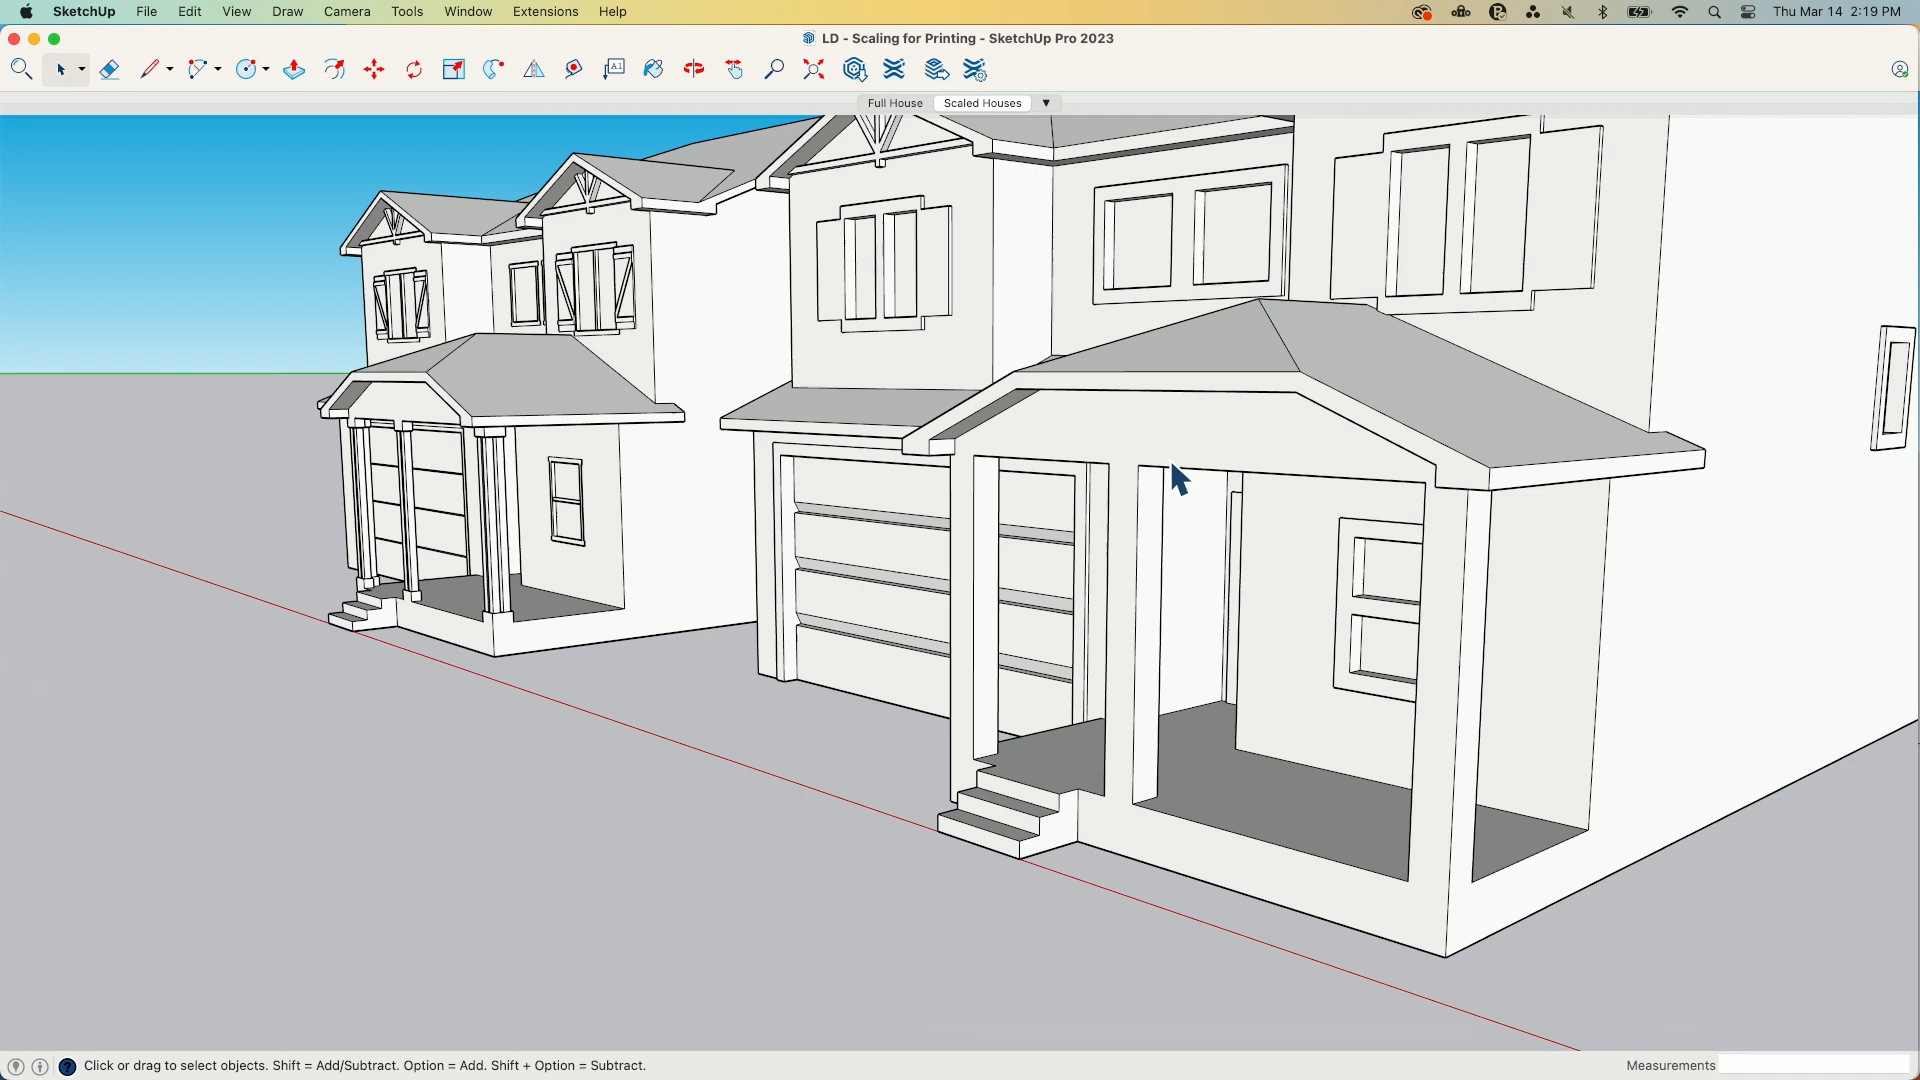 SketchUp File Edit View Draw Camera Tools Window Extensions Help Thu Mar 14 2:19 PM
LD - Scaling for Printing - SketchUp Pro 2023
A1
Full House Scaled Houses ▼
? Click or drag to select objects. Shift = Add/Subtract. Option = Add. Shift + Option = Subtract. Measurements